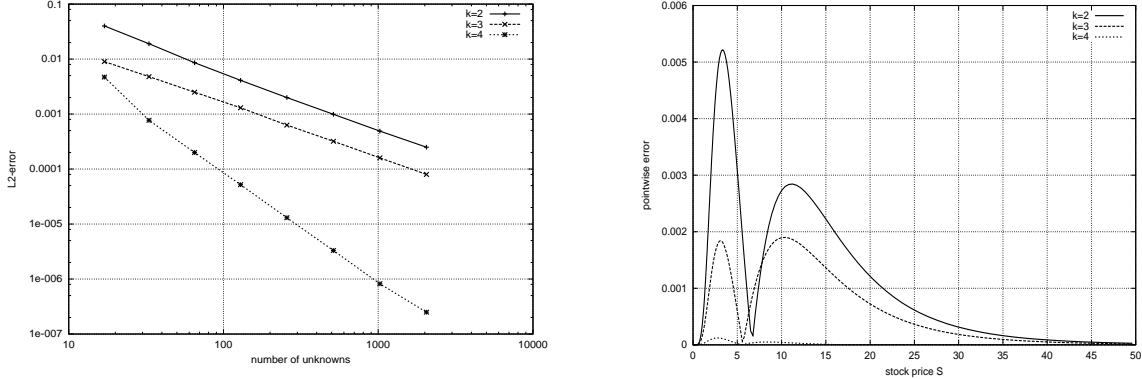 0.1
0.01
0.001
0.0001
1e-005
1e-006
1e-007
10
100
1000
10000
L2-error
number of unknowns
k=2
k=3
k=4
0.006
0.005
0.004
0.003
0.002
0.001
0
0
5
10
15
20
25
30
35
40
45
50
pointwise error
stock price S
k=2
k=3
k=4